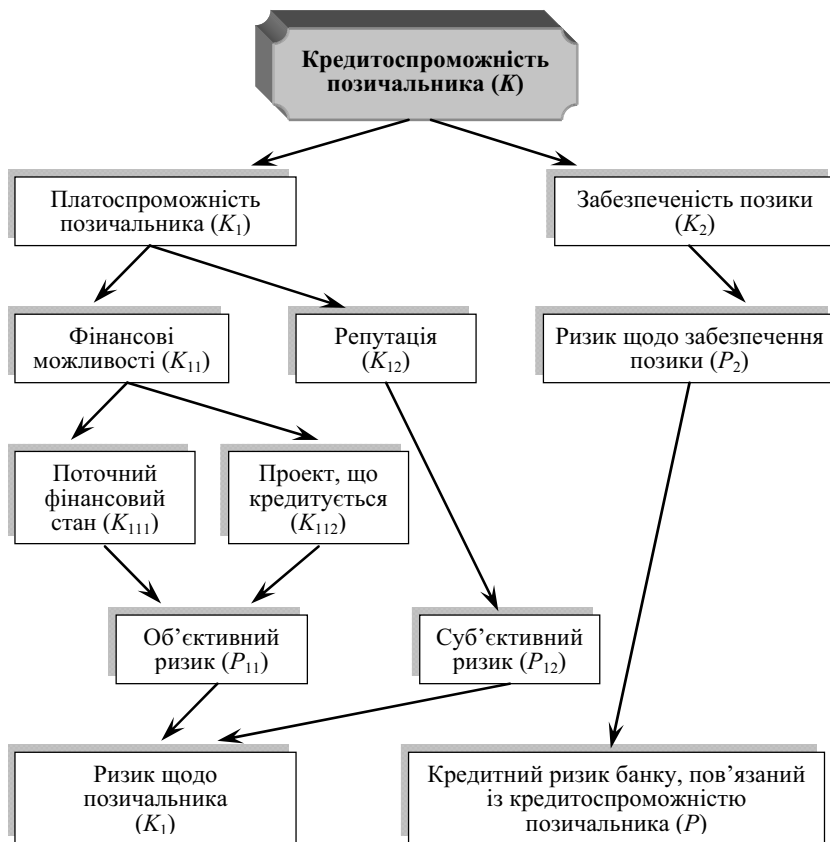 Кредитоспроможність
позичальника (K)
Платоспроможність
позичальника (K₁)
Забезпеченість позики
(K₂)
Фінансові
можливості (K₁₁)
Репутація
(K₁₂)
Ризик щодо забезпечення
позики (P₂)
Поточний
фінансовий
стан (K₁₁₁)
Проект, що
кредитується
(K₁₁₂)
Об’єктивний
ризик (P₁₁)
Суб’єктивний
ризик (P₁₂)
Ризик щодо
позичальника
(K₁)
Кредитний ризик банку, пов’язаний
із кредитоспроможністю
позичальника (P)